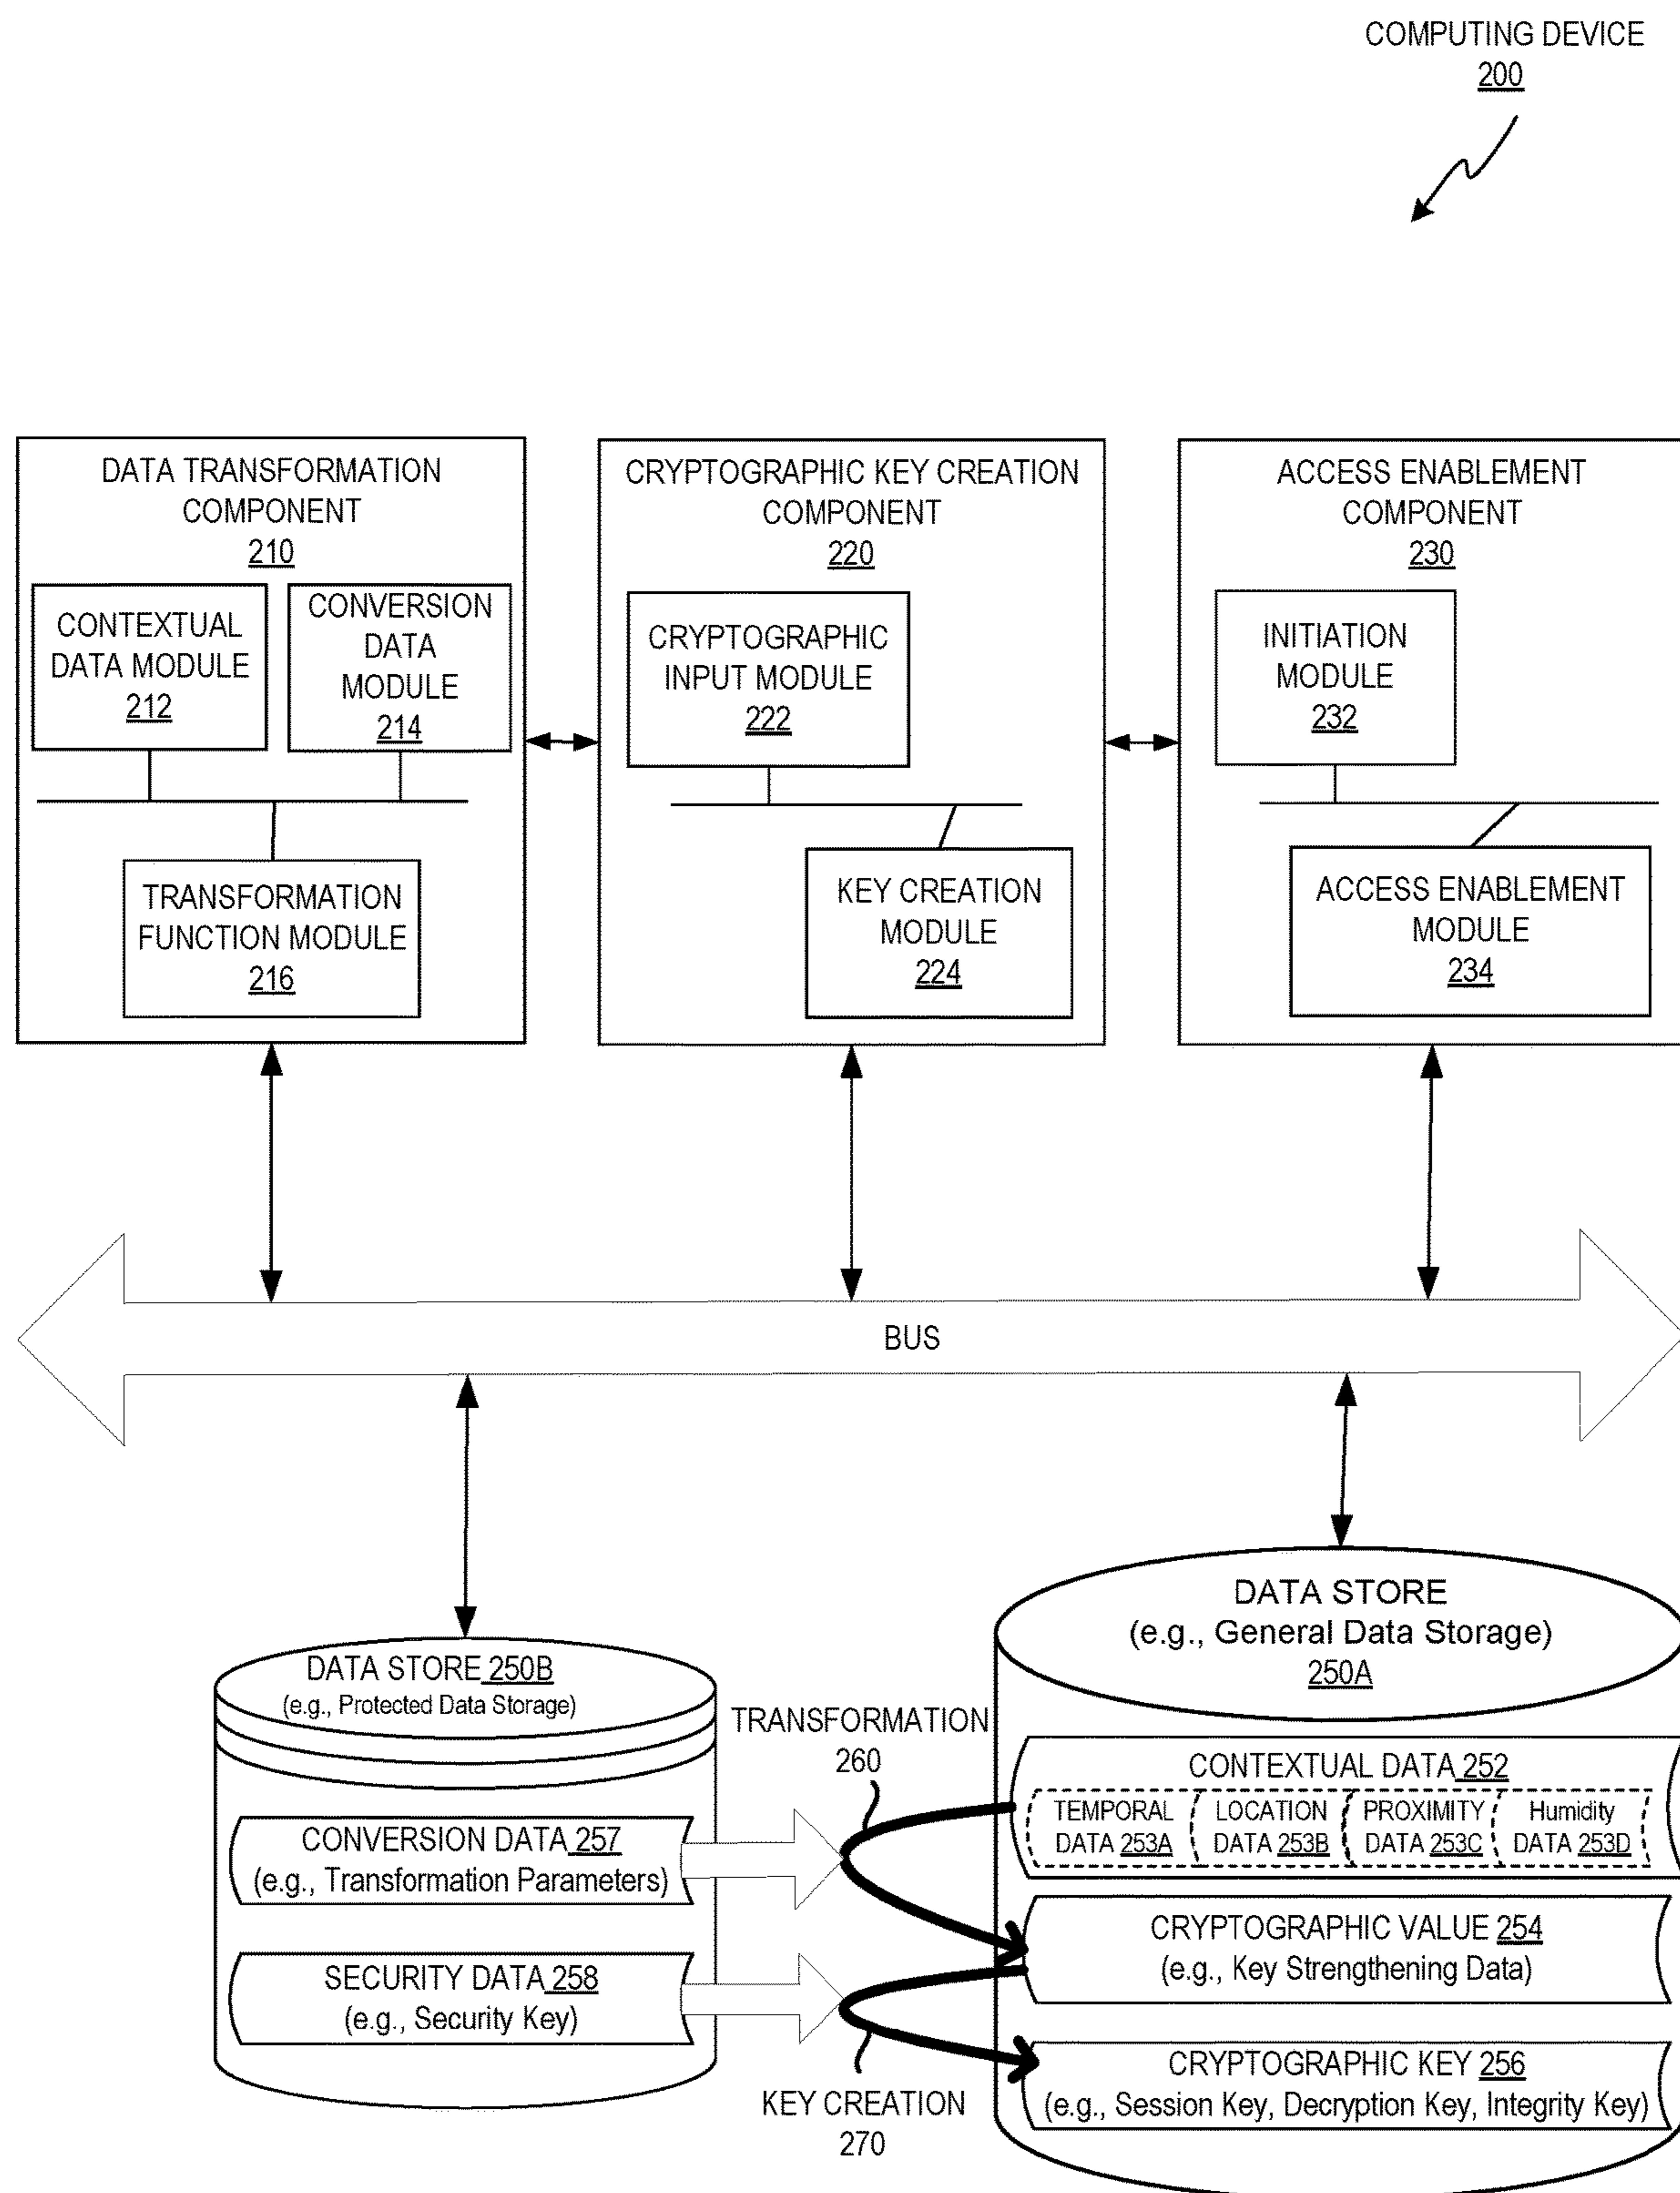 COMPUTING DEVICE
200
DATA TRANSFORMATION
COMPONENT
210
CONTEXTUAL
DATA MODULE
212
CONVERSION
DATA
MODULE
214
TRANSFORMATION
FUNCTION MODULE
216
CRYPTOGRAPHIC KEY CREATION
COMPONENT
220
CRYPTOGRAPHIC
INPUT MODULE
222
KEY CREATION
MODULE
224
ACCESS ENABLEMENT
COMPONENT
230
INITIATION
MODULE
232
ACCESS ENABLEMENT
MODULE
234
BUS
DATA STORE 250B
(e.g., Protected Data Storage)
CONVERSION DATA 257
(e.g., Transformation Parameters)
SECURITY DATA 258
(e.g., Security Key)
TRANSFORMATION
260
KEY CREATION
270
DATA STORE
(e.g., General Data Storage)
250A
CONTEXTUAL DATA 252
TEMPORAL
DATA 253A
LOCATION
DATA 253B
PROXIMITY
DATA 253C
Humidity
DATA 253D
CRYPTOGRAPHIC VALUE 254
(e.g., Key Strengthening Data)
CRYPTOGRAPHIC KEY 256
(e.g., Session Key, Decryption Key, Integrity Key)